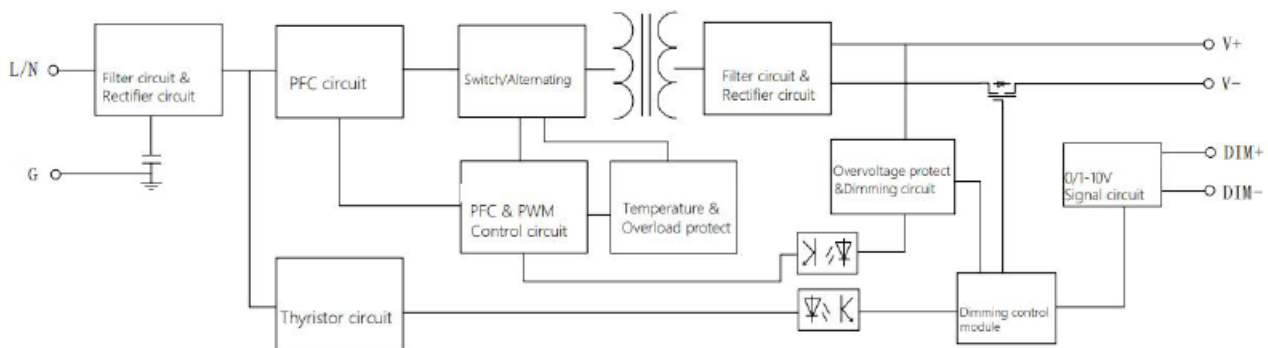 L/N
Filter circuit &
Rectifier circuit
PFC circuit
Switch/Alternating
Filter circuit &
Rectifier circuit
V+
V-
G
PFC & PWM
Control circuit
Temperature &
Overload protect
Overvoltage protect
&Dimming circuit
0/1-10V
Signal circuit
DIM+
DIM-
Thyristor circuit
Dimming control
module